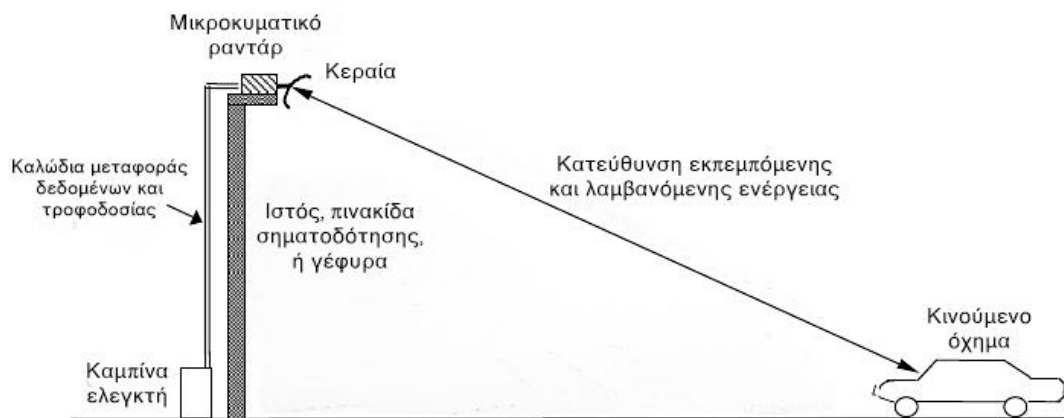 Μικροκυματικό
ραντάρ
Κεραία
Καλώδια μεταφοράς
δεδομένων και
τροφοδοσίας
Ιστός, πινακίδα
σηματοδότησης,
ή γέφυρα
Κατεύθυνση εκπεμπόμενης
και λαμβανόμενης ενέργειας
Κινούμενο
όχημα
Καμπίνα
ελεγκτή